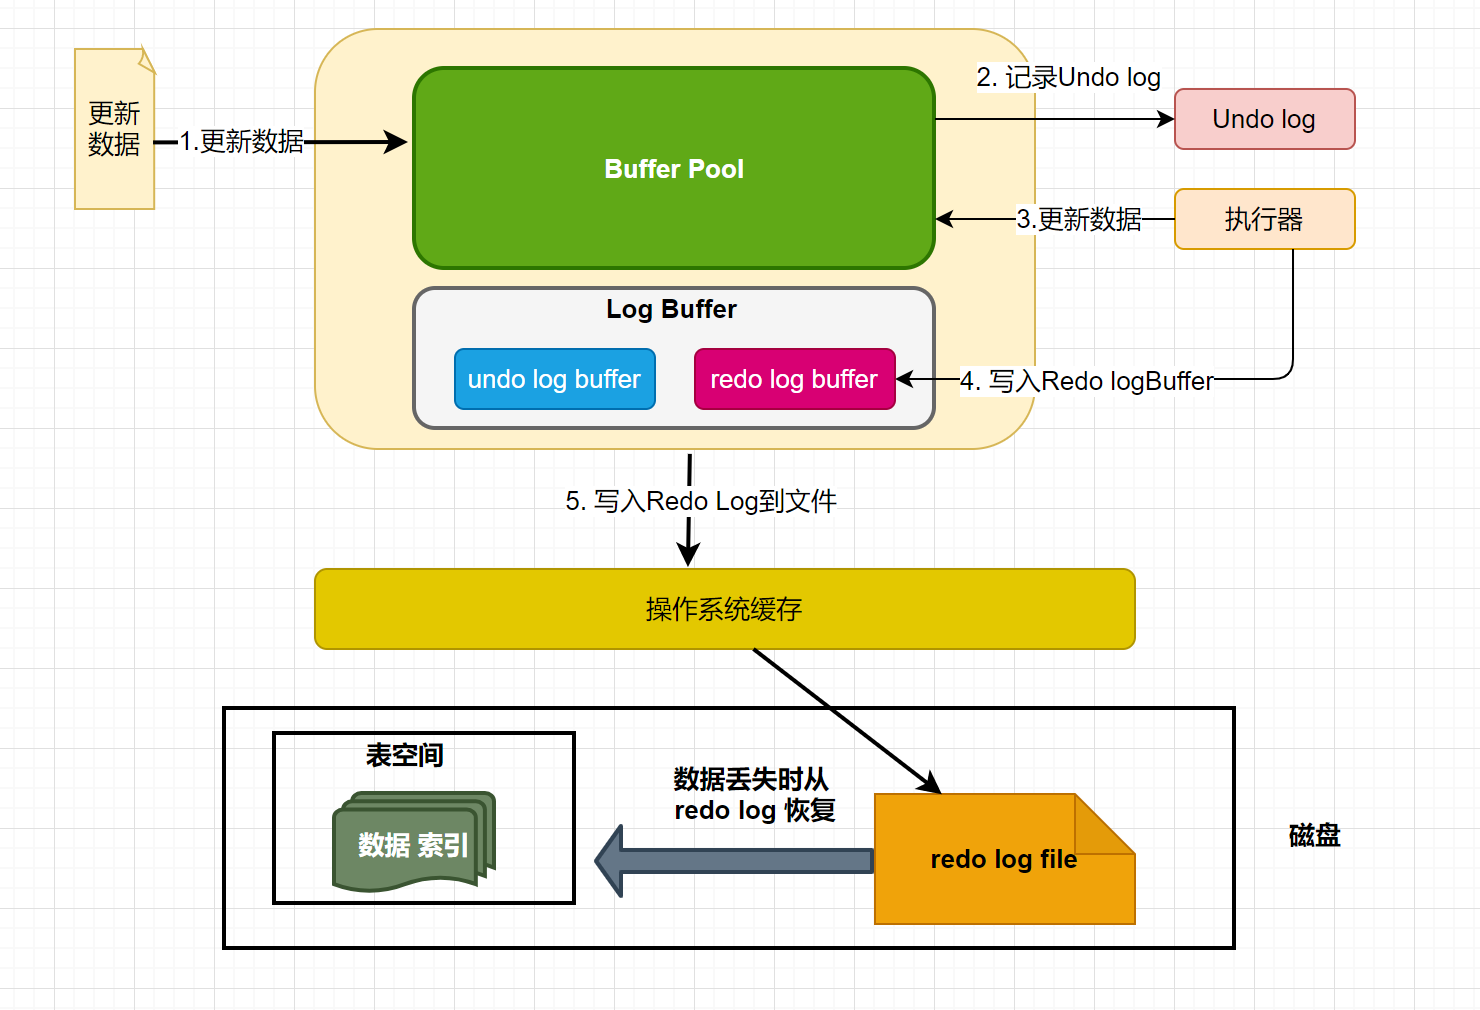 更新
数据
1.更新数据
Buffer Pool
2. 记录Undo log
Undo log
3.更新数据
执行器
Log Buffer
undo log buffer
redo log buffer
4. 写入Redo logBuffer
5. 写入Redo Log到文件
操作系统缓存
表空间
数据 索引
数据丢失时从
redo log 恢复
redo log file
磁盘